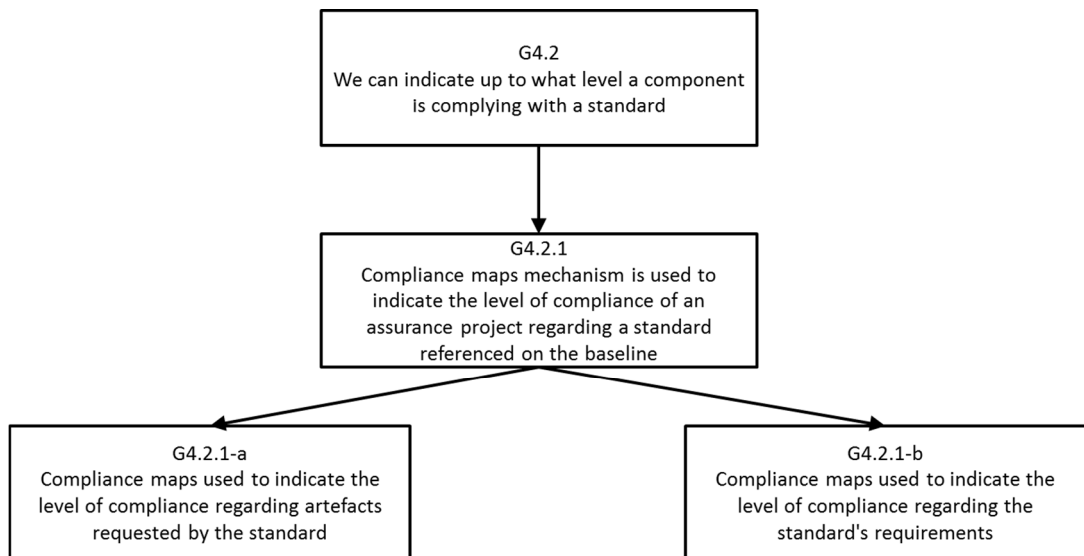 G4.2
We can indicate up to what level a component
is complying with a standard
G4.2.1
Compliance maps mechanism is used to
indicate the level of compliance of an
assurance project regarding a standard
referenced on the baseline
G4.2.1-a
Compliance maps used to indicate the
level of compliance regarding artefacts
requested by the standard
G4.2.1-b
Compliance maps used to indicate the
level of compliance regarding the
standard's requirements